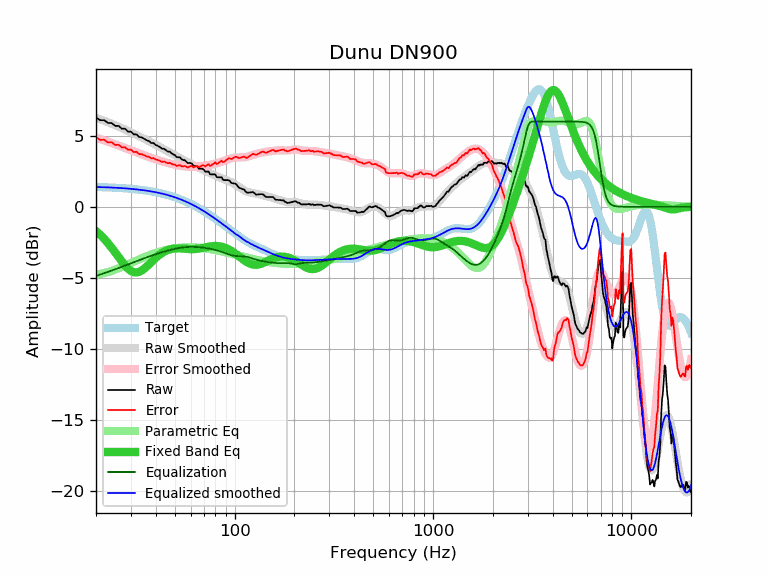 Dunu DN900
Amplitude (dBr)
5
0
−5
−10
−15
−20
Target
Raw Smoothed
Error Smoothed
Raw
Error
Parametric Eq
Fixed Band Eq
Equalization
Equalized smoothed
100
1000
10000
Frequency (Hz)